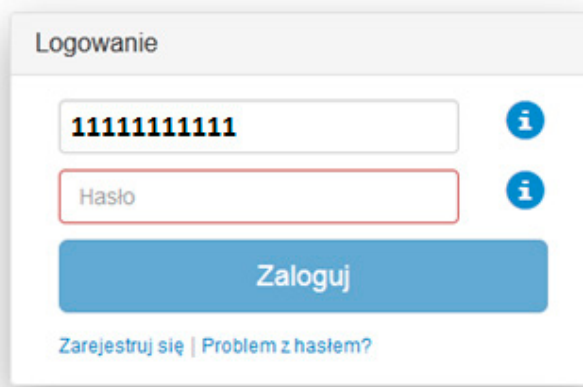 Logowanie
11111111111
Hasło
Zaloguj
Zarejestruj się | Problem z hasłem?